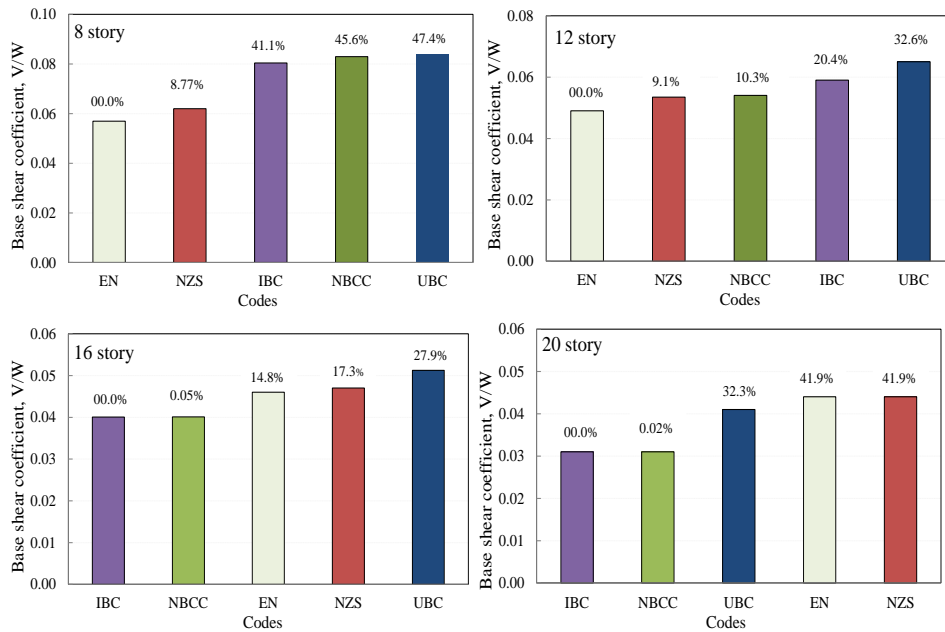 8 story
Base shear coefficient, V/W
0.10
0.08
0.06
0.04
0.02
0.00
00.0%
8.77%
41.1%
45.6%
47.4%
EN NZS IBC NBCC UBC
Codes
12 story
Base shear coefficient, V/W
0.08
0.06
0.04
0.02
0.00
00.0%
9.1%
10.3%
20.4%
32.6%
EN NZS NBCC IBC UBC
Codes
16 story
Base shear coefficient, V/W
0.06
0.05
0.04
0.03
0.02
0.01
0.00
00.0%
0.05%
14.8%
17.3%
27.9%
IBC NBCC EN NZS UBC
Codes
20 story
Base shear coefficient, V/W
0.06
0.05
0.04
0.03
0.02
0.01
0.00
00.0%
0.02%
32.3%
41.9%
41.9%
IBC NBCC UBC EN NZS
Codes